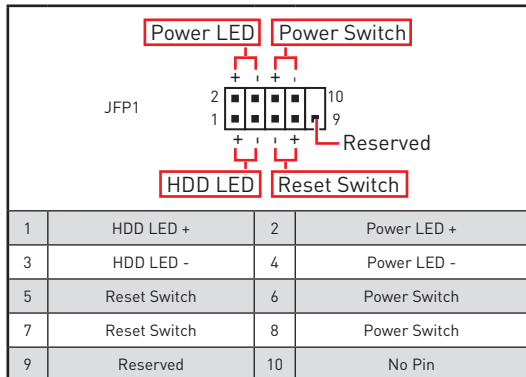 Power LED Power Switch
+ - + -
JFP1
2 10
1 9
+ - - +
Reserved
HDD LED Reset Switch
1 HDD LED + 2 Power LED +
3 HDD LED - 4 Power LED -
5 Reset Switch 6 Power Switch
7 Reset Switch 8 Power Switch
9 Reserved 10 No Pin